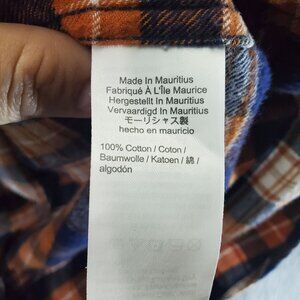 Made In Mauritius
Fabriqué À L'Île Maurice
Hergestellt In Mauritius
Vervaardigd In Mauritius
モーリシャス製
hecho en mauricio
100% Cotton / Coton /
Baumwolle / Katoen / 綿 /
algodón